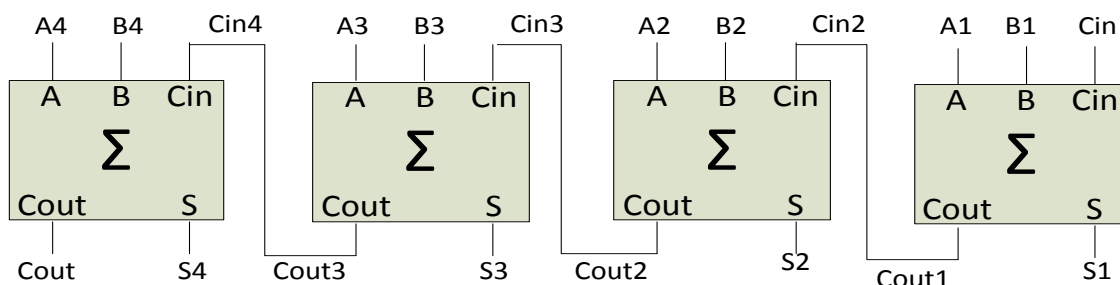 A4 B4 Cin4 A3 B3 Cin3 A2 B2 Cin2 A1 B1 Cin
A B Cin A B Cin A B Cin A B Cin
Σ Σ Σ Σ
Cout S Cout S Cout S Cout S
Cout S4 Cout3 S3 Cout2 S2 Cout1 S1